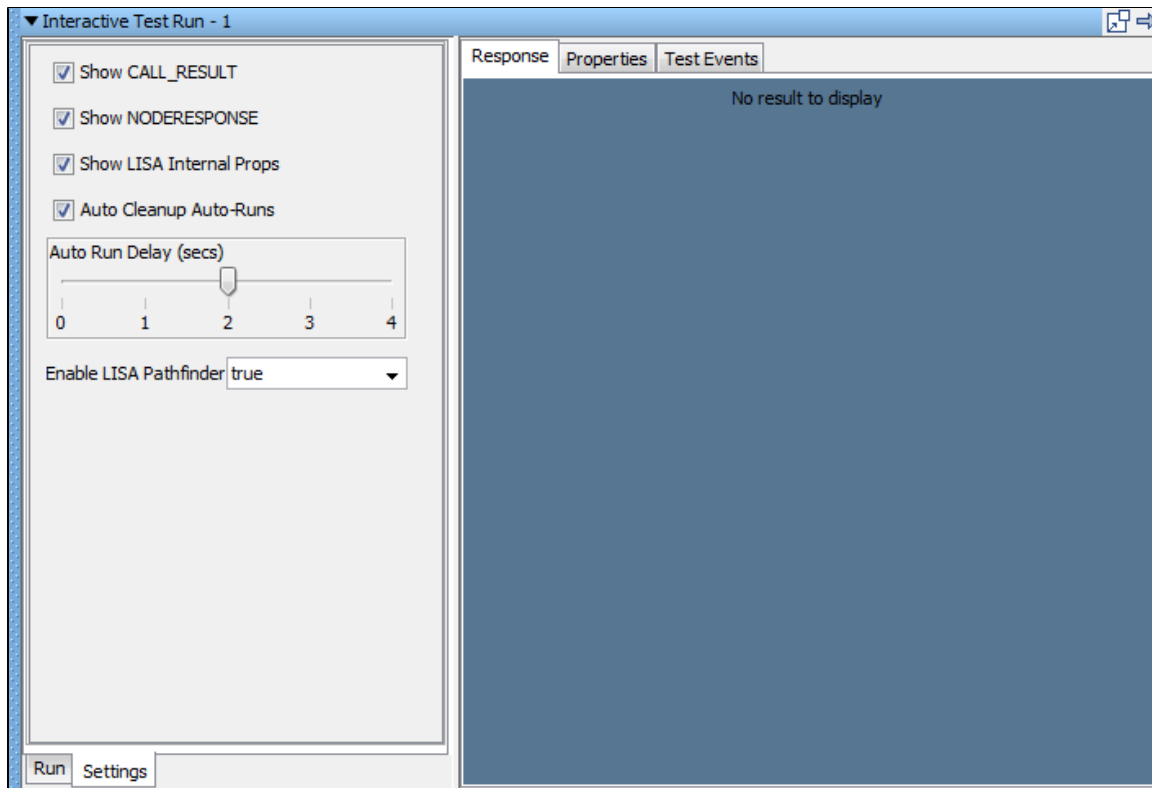 Interactive Test Run - 1
Show CALL_RESULT
Show NODERESPONSE
Show LISA Internal Props
Auto Cleanup Auto-Runs
Auto Run Delay (secs)
0 1 2 3 4
Enable LISA Pathfinder true
Run Settings
Response Properties Test Events
No result to display